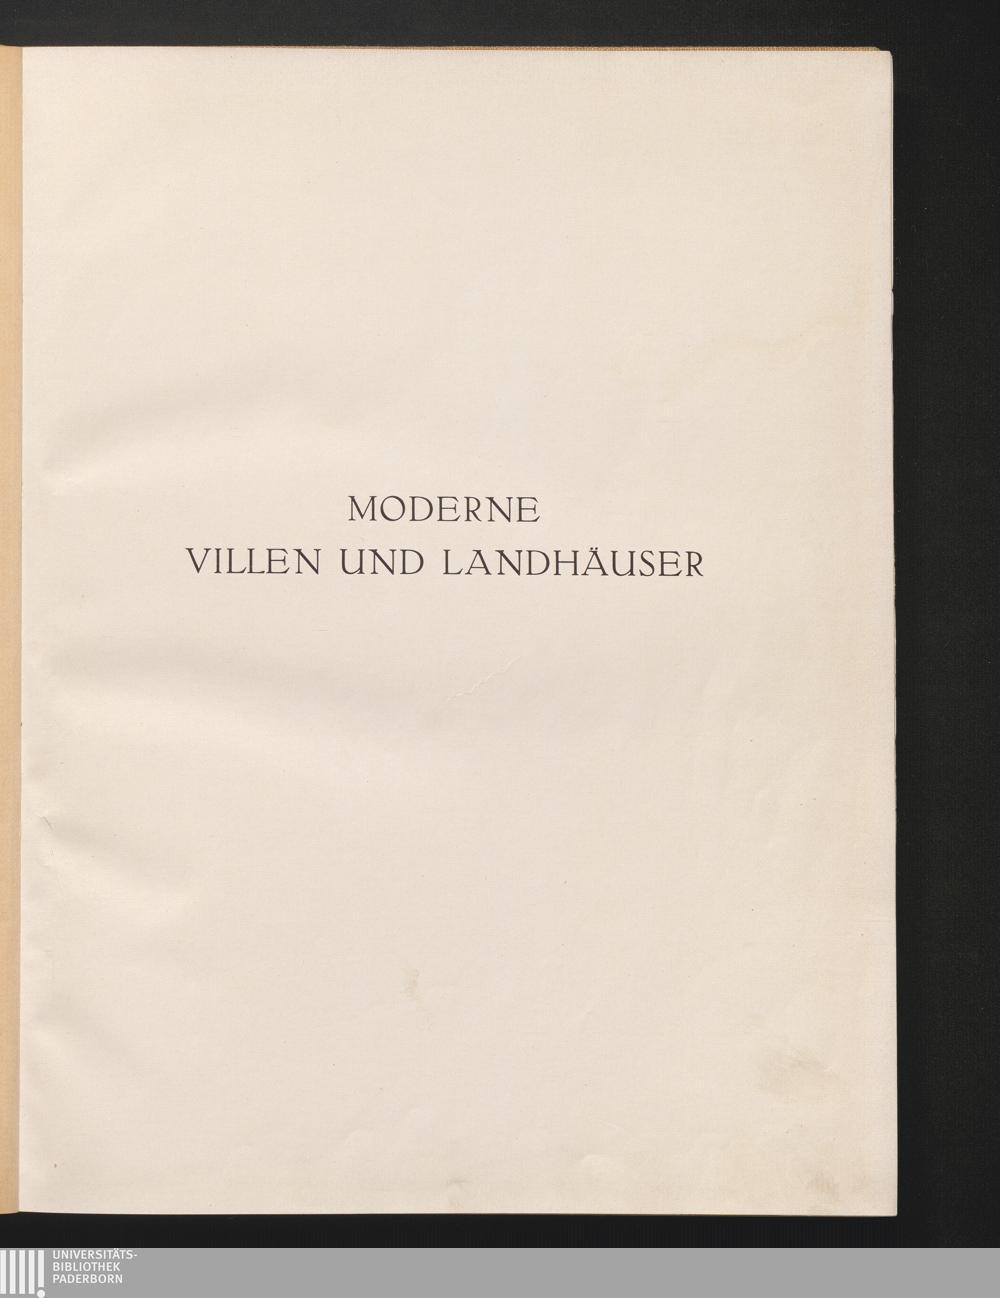 MODERNE
VILLEN UND LANDHÄUSER
UNIVERSITÄTS-
BIBLIOTHEK
PADERBORN